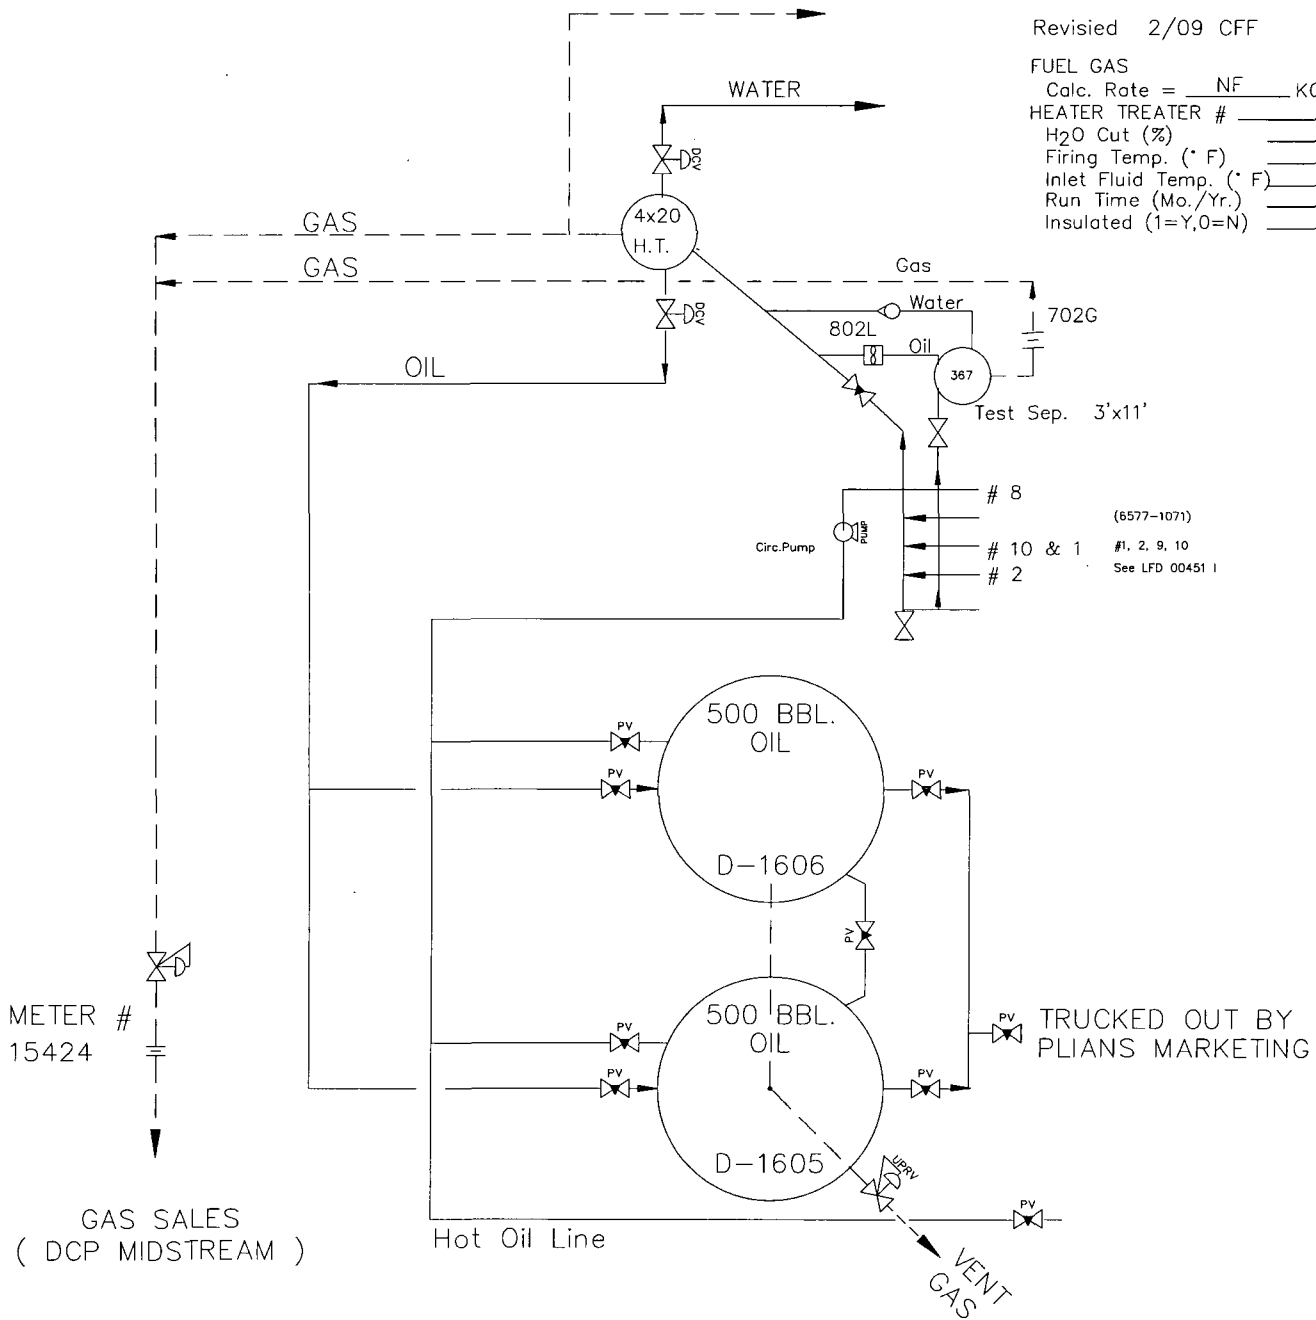 Revisied 2/09 CFF
FUEL GAS
Calc. Rate = NF
HEATER TREATER #
H2O Cut (%)
Firing Temp. (° F)
Inlet Fluid Temp. (° F)
Run Time (Mo./Yr.)
Insulated (1=Y,0=N)
WATER
DCV
4x20
H.T.
GAS
GAS
Gas
DCV
Water
702G
802L
Oil
OIL
367
Test Sep. 3'x11'
# 8
(6577-1071)
Circ.Pump
PUMP
# 10 & 1
#1, 2, 9, 10
# 2
See LFD 00451 I
500 BBL.
OIL
PV
PV
PV
D-1606
PV
METER #
15424
500 BBL.
OIL
PV
PV
PV
PV
TRUCKED OUT BY
PLIANS MARKETING
D-1605
UPRV
PV
GAS SALES
( DCP MIDSTREAM )
Hot Oil Line
VENT
GAS